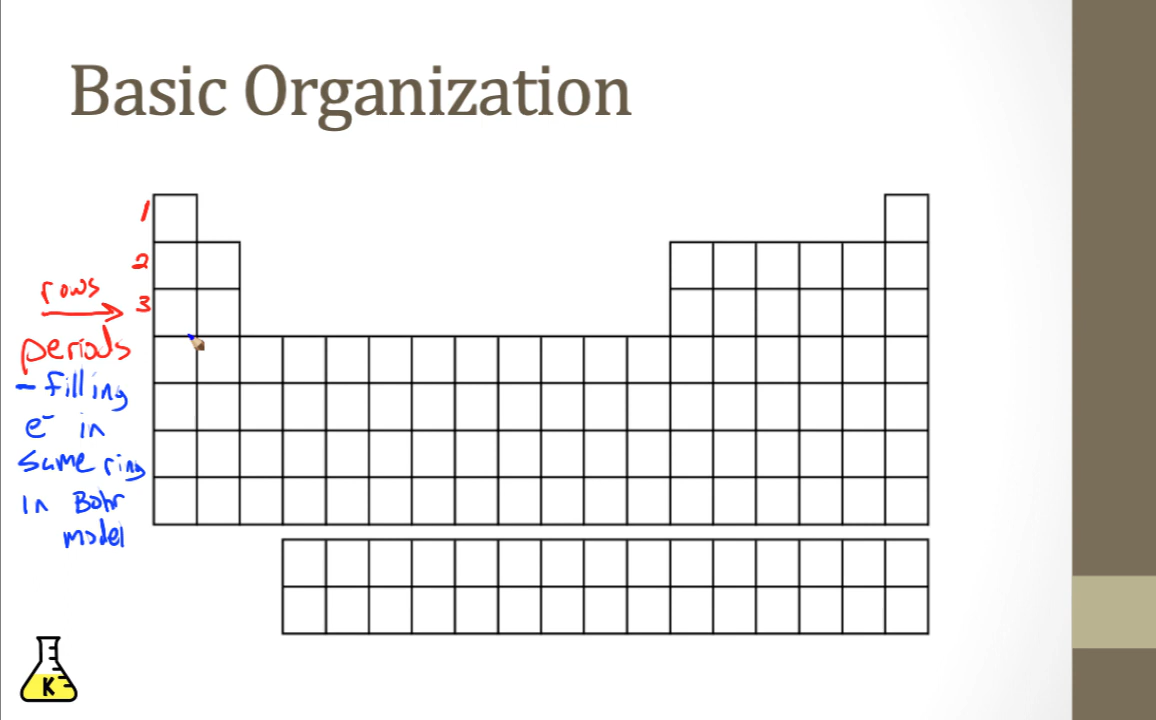 Basic Organization
1
2
rows
3
periods
- filling
e⁻ in
same ring
in Bohr
model
K